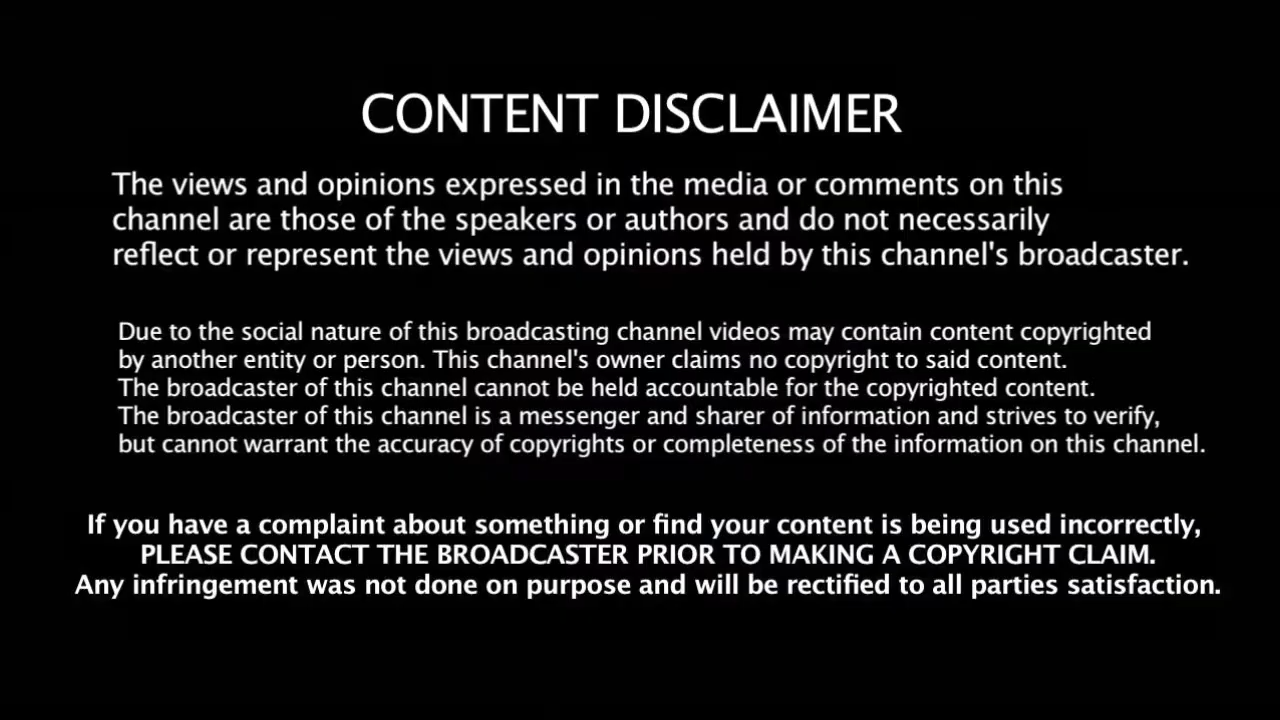 CONTENT DISCLAIMER
The views and opinions expressed in the media or comments on this
channel are those of the speakers or authors and do not necessarily
reflect or represent the views and opinions held by this channel's broadcaster.
Due to the social nature of this broadcasting channel videos may contain content copyrighted
by another entity or person. This channel's owner claims no copyright to said content.
The broadcaster of this channel cannot be held accountable for the copyrighted content.
The broadcaster of this channel is a messenger and sharer of information and strives to verify,
but cannot warrant the accuracy of copyrights or completeness of the information on this channel.
If you have a complaint about something or find your content is being used incorrectly,
PLEASE CONTACT THE BROADCASTER PRIOR TO MAKING A COPYRIGHT CLAIM.
Any infringement was not done on purpose and will be rectified to all parties satisfaction.